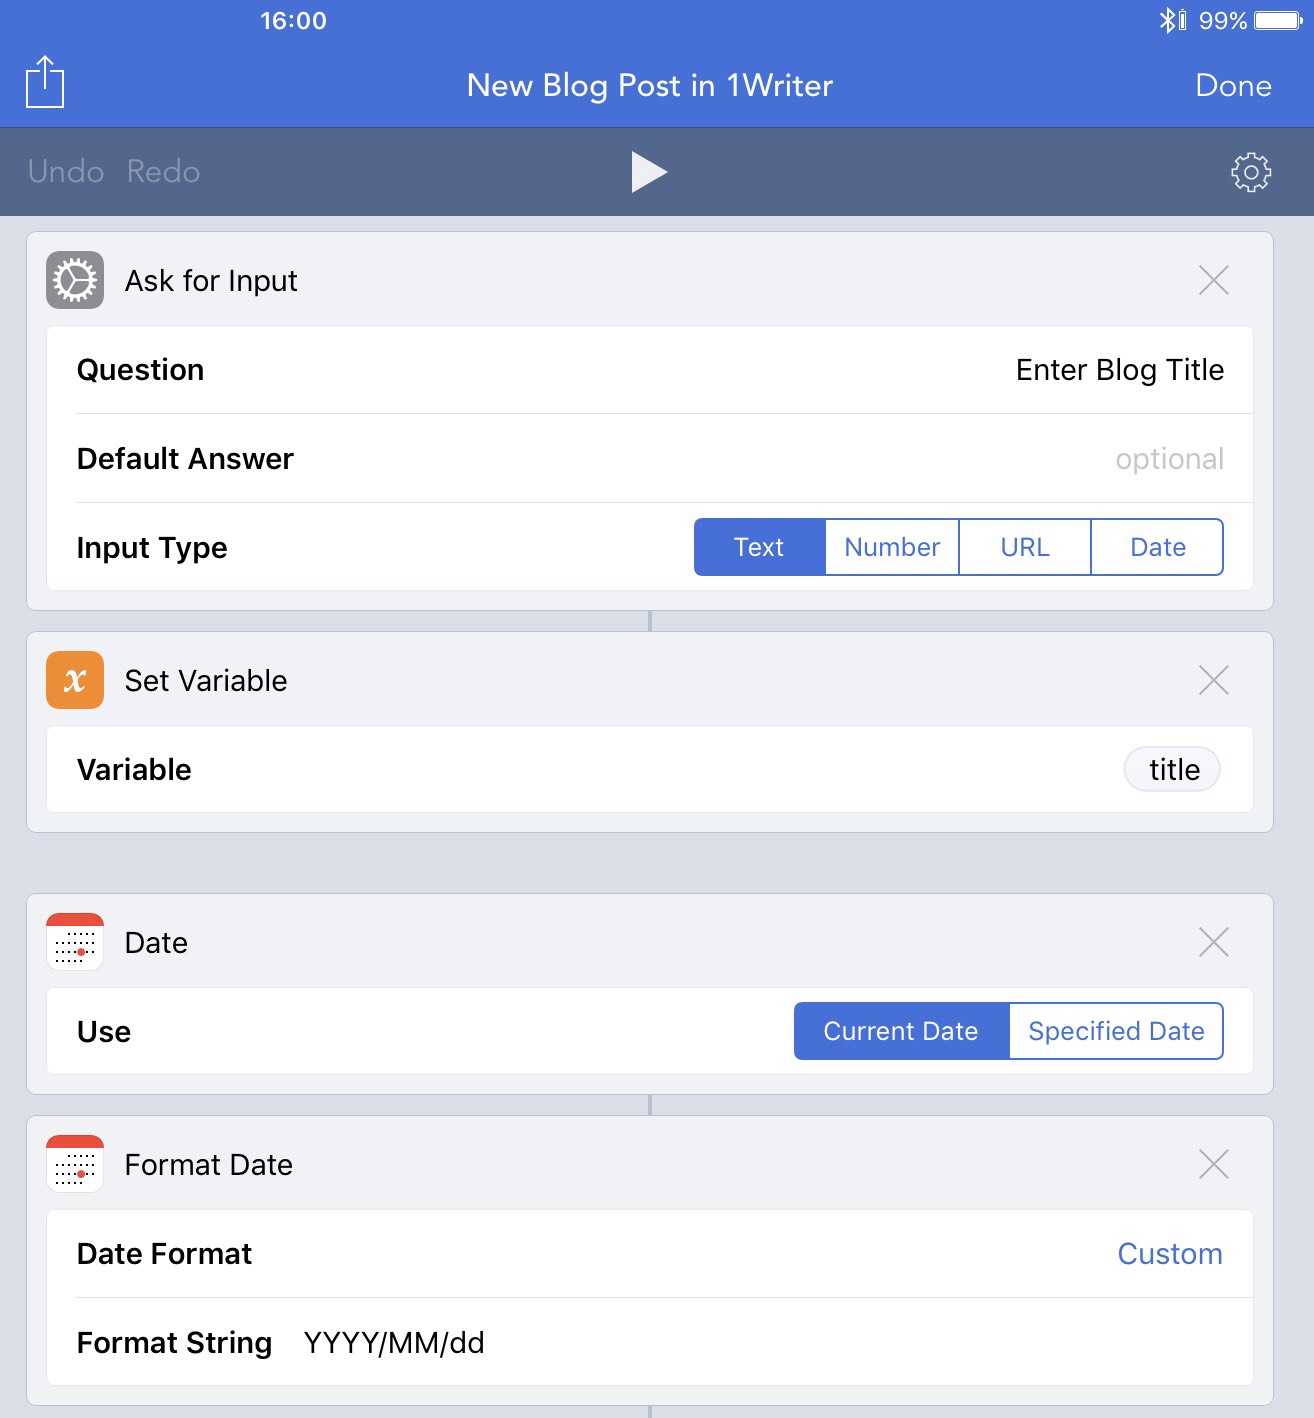 16:00
99%
New Blog Post in 1Writer
Done
Undo Redo
Ask for Input
Question Enter Blog Title
Default Answer optional
Input Type Text Number URL Date
x Set Variable
Variable title
Date
Use Current Date Specified Date
Format Date
Date Format Custom
Format String YYYY/MM/dd